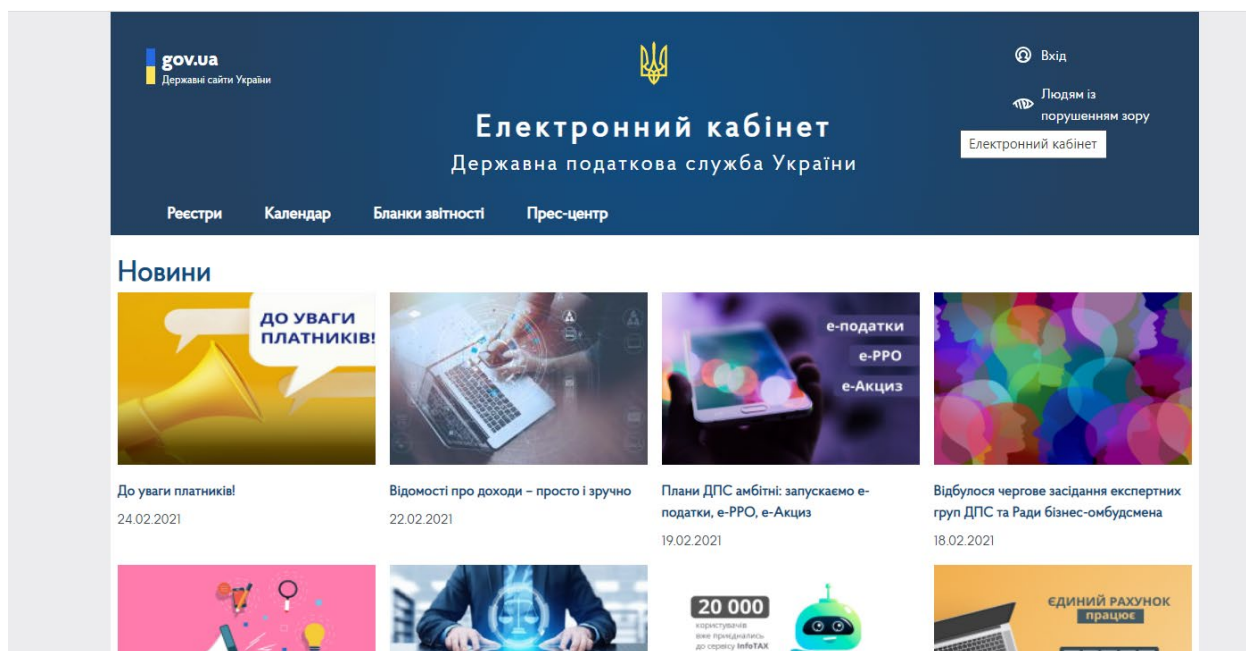 gov.ua
Державні сайти України
Вхід
Людям із
порушенням зору
Електронний кабінет
Електронний кабінет
Державна податкова служба України
Реєстри Календар Бланки звітності Прес-центр
Новини
ДО УВАГИ
ПЛАТНИКІВ!
е-податки
е-РРО
е-Акциз
До уваги платників!
24.02.2021
Відомості про доходи – просто і зручно
22.02.2021
Плани ДПС амбітні: запускаємо е-
податки, е-РРО, е-Акциз
19.02.2021
Відбулося чергове засідання експертних
груп ДПС та Ради бізнес-омбудсмена
18.02.2021
20 000
користувачів
вже приєднались
до сервісу InfoTAX
ЄДИНИЙ РАХУНОК
працює